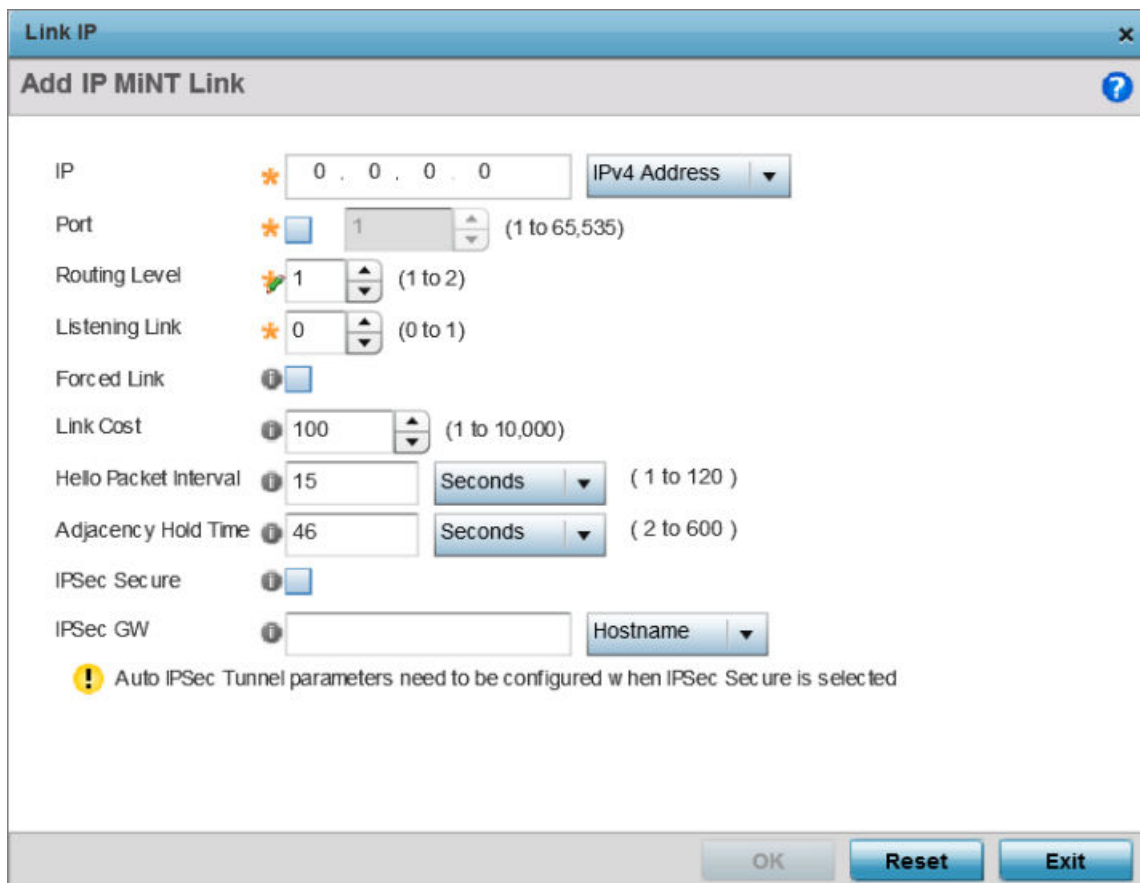 Link IP
Add IP MiNT Link
IP 0 . 0 . 0 . 0 IPv4 Address
Port 1 (1 to 65,535)
Routing Level 1 (1 to 2)
Listening Link 0 (0 to 1)
Forced Link
Link Cost 100 (1 to 10,000)
Hello Packet Interval 15 Seconds ( 1 to 120 )
Adjacency Hold Time 46 Seconds ( 2 to 600 )
IPSec Secure
IPSec GW Hostname
Auto IPSec Tunnel parameters need to be configured when IPSec Secure is selected
OK Reset Exit